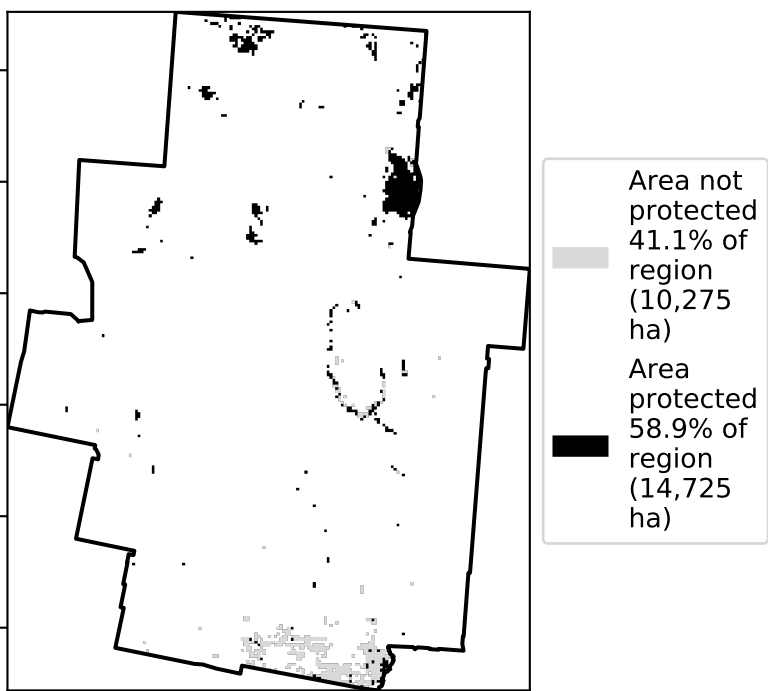 Area not
protected
41.1% of
region
(10,275
ha)
Area
protected
58.9% of
region
(14,725
ha)